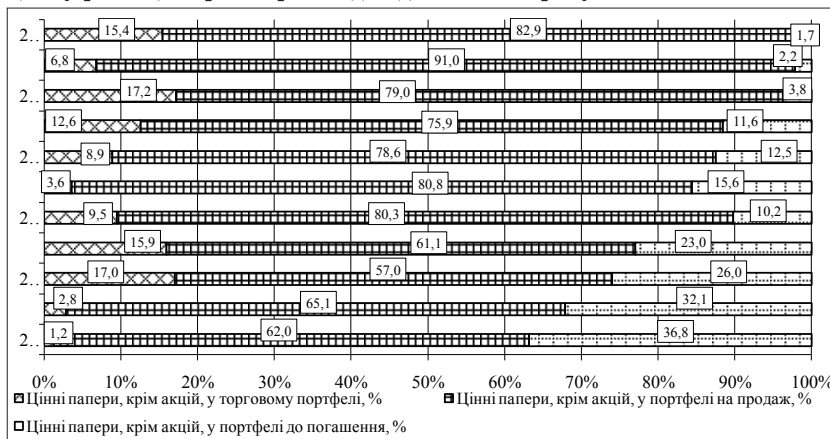 2… 15,4 82,9 1,7
6,8 91,0 2,2
2… 17,2 79,0 3,8
12,6 75,9 11,6
2… 8,9 78,6 12,5
3,6 80,8 15,6
2… 9,5 80,3 10,2
15,9 61,1 23,0
2… 17,0 57,0 26,0
2,8 65,1 32,1
2… 1,2 62,0 36,8
0% 10% 20% 30% 40% 50% 60% 70% 80% 90% 100%
Цінні папери, крім акцій, у торговому портфелі, % Цінні папери, крім акцій, у портфелі на продаж, %
Цінні папери, крім акцій, у портфелі до погашення, %